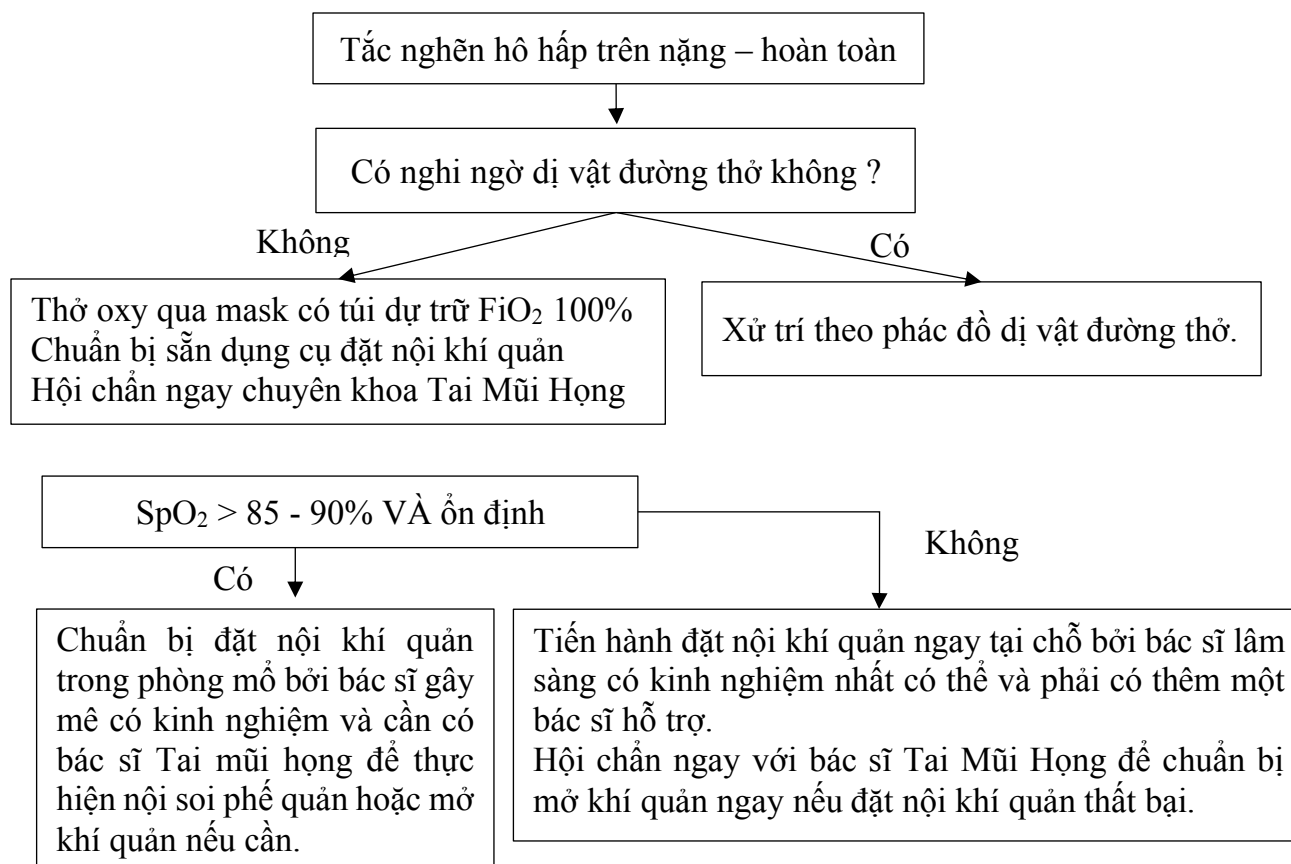 Tắc nghẽn hô hấp trên nặng – hoàn toàn
Có nghi ngờ dị vật đường thở không ?
Không
Có
Thở oxy qua mask có túi dự trữ FiO₂ 100%
Chuẩn bị sẵn dụng cụ đặt nội khí quản
Hội chẩn ngay chuyên khoa Tai Mũi Họng
Xử trí theo phác đồ dị vật đường thở.
SpO₂ > 85 - 90% VÀ ổn định
Không
Có
Chuẩn bị đặt nội khí quản
trong phòng mổ bởi bác sĩ gây
mê có kinh nghiệm và cần có
bác sĩ Tai mũi họng để thực
hiện nội soi phế quản hoặc mở
khí quản nếu cần.
Tiến hành đặt nội khí quản ngay tại chỗ bởi bác sĩ lâm
sàng có kinh nghiệm nhất có thể và phải có thêm một
bác sĩ hỗ trợ.
Hội chẩn ngay với bác sĩ Tai Mũi Họng để chuẩn bị
mở khí quản ngay nếu đặt nội khí quản thất bại.